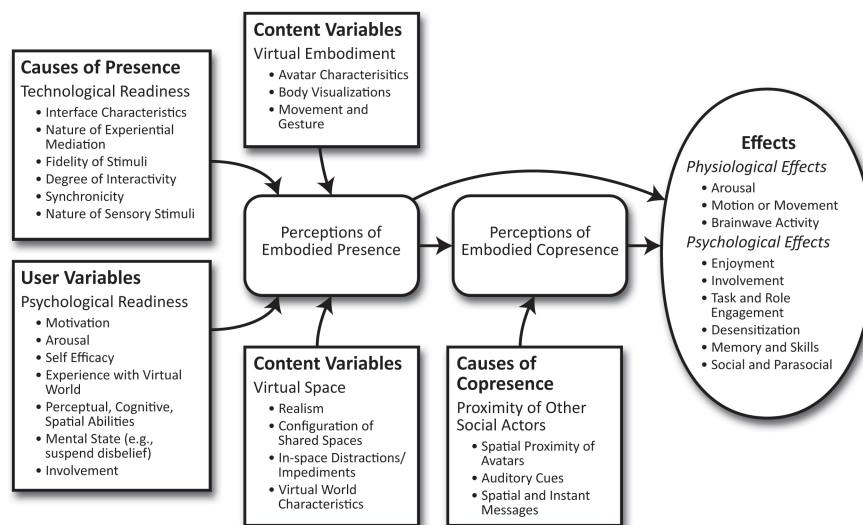 Causes of Presence
Technological Readiness
• Interface Characteristics
• Nature of Experiential
Mediation
• Fidelity of Stimuli
• Degree of Interactivity
• Synchronicity
• Nature of Sensory Stimuli
User Variables
Psychological Readiness
• Motivation
• Arousal
• Self Efficacy
• Experience with Virtual
World
• Perceptual, Cognitive,
Spatial Abilities
• Mental State (e.g.,
suspend disbelief)
• Involvement
Content Variables
Virtual Embodiment
• Avatar Characterisitics
• Body Visualizations
• Movement and
Gesture
Perceptions of
Embodied Presence
Content Variables
Virtual Space
• Realism
• Configuration of
Shared Spaces
• In-space Distractions/
Impediments
• Virtual World
Characteristics
Perceptions of
Embodied Copresence
Causes of
Copresence
Proximity of Other
Social Actors
• Spatial Proximity of
Avatars
• Auditory Cues
• Spatial and Instant
Messages
Effects
Physiological Effects
• Arousal
• Motion or Movement
• Brainwave Activity
Psychological Effects
• Enjoyment
• Involvement
• Task and Role
Engagement
• Desensitization
• Memory and Skills
• Social and Parasocial